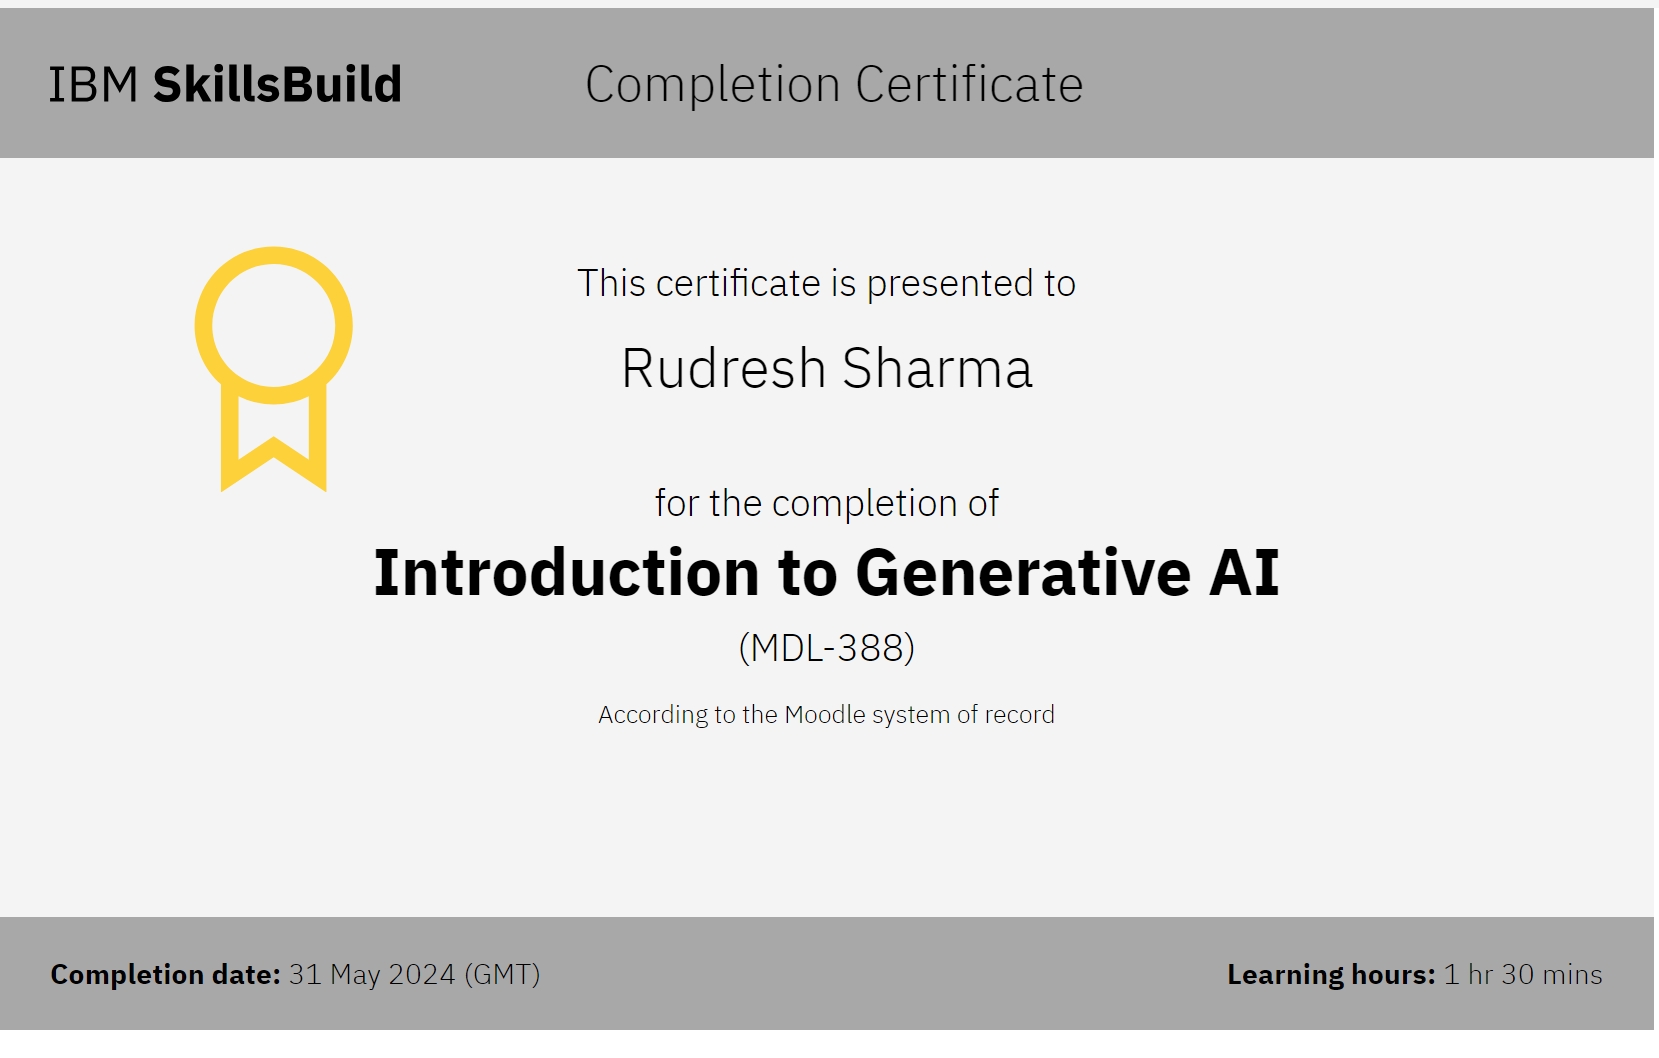 IBM SkillsBuild
Completion Certificate
This certificate is presented to
Rudresh Sharma
for the completion of
Introduction to Generative AI
(MDL-388)
According to the Moodle system of record
Completion date: 31 May 2024 (GMT)
Learning hours: 1 hr 30 mins